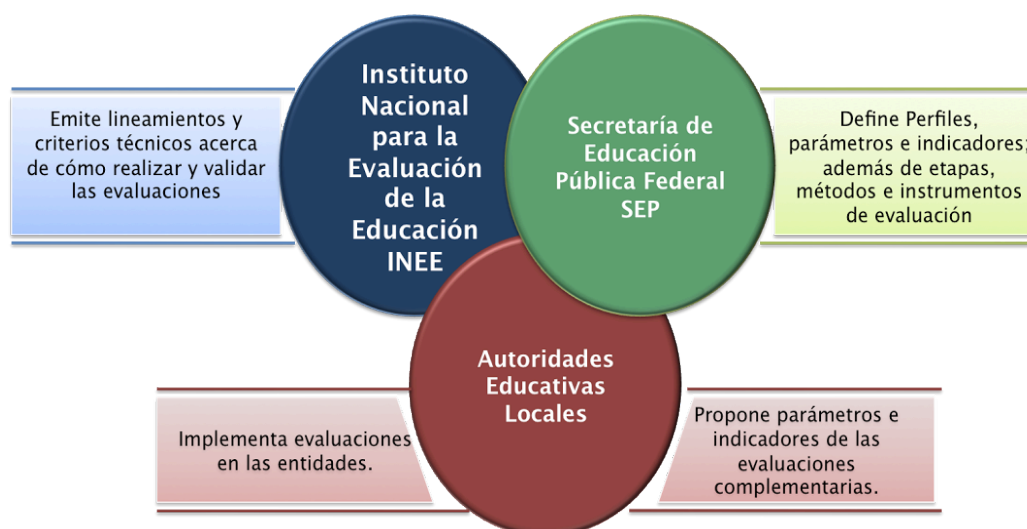 Emite lineamientos y
criterios técnicos acerca
de cómo realizar y validar
las evaluaciones
Instituto
Nacional
para la
Evaluación
de la
Educación
INEE
Secretaría de
Educación
Pública Federal
SEP
Define Perfiles,
parámetros e indicadores;
además de etapas,
métodos e instrumentos
de evaluación
Autoridades
Educativas
Locales
Implementa evaluaciones
en las entidades.
Propone parámetros e
indicadores de las
evaluaciones
complementarias.